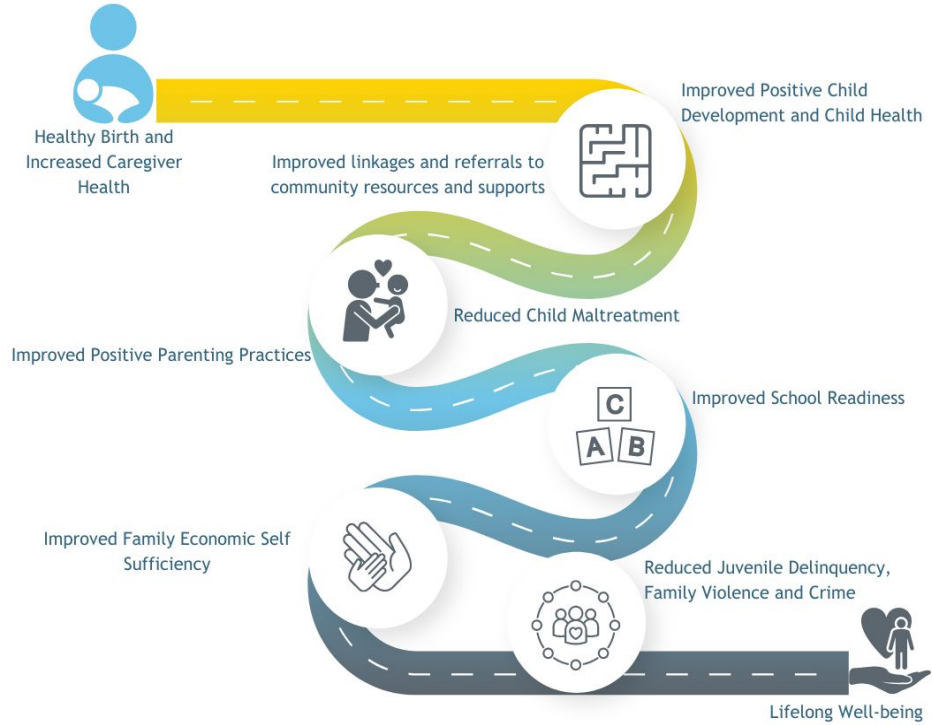 Healthy Birth and
Increased Caregiver
Health
Improved Positive Child
Development and Child Health
Improved linkages and referrals to
community resources and supports
Reduced Child Maltreatment
Improved Positive Parenting Practices
Improved School Readiness
C
A B
Improved Family Economic Self
Sufficiency
Reduced Juvenile Delinquency,
Family Violence and Crime
Lifelong Well-being